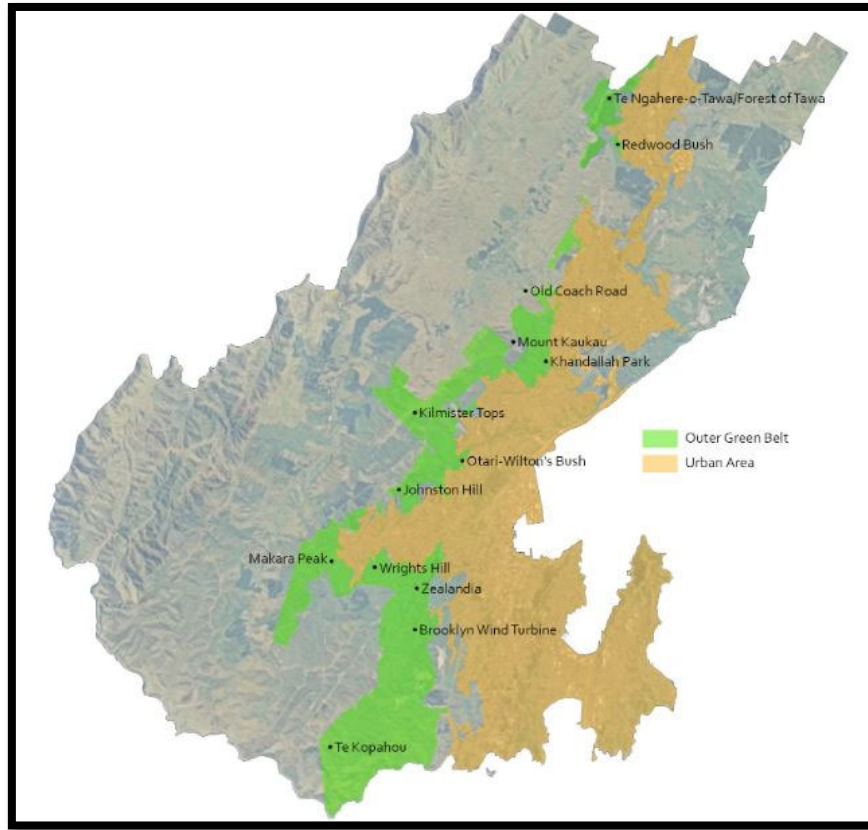 Te Ngahere-o-Tawa/Forest of Tawa
Redwood Bush
Old Coach Road
Mount Kaukau
Khandallah Park
Kilmister Tops
Outer Green Belt
Otari-Wilton's Bush
Urban Area
Johnston Hill
Makara Peak
Wrights Hill
Zealandia
Brooklyn Wind Turbine
Te Kopahou